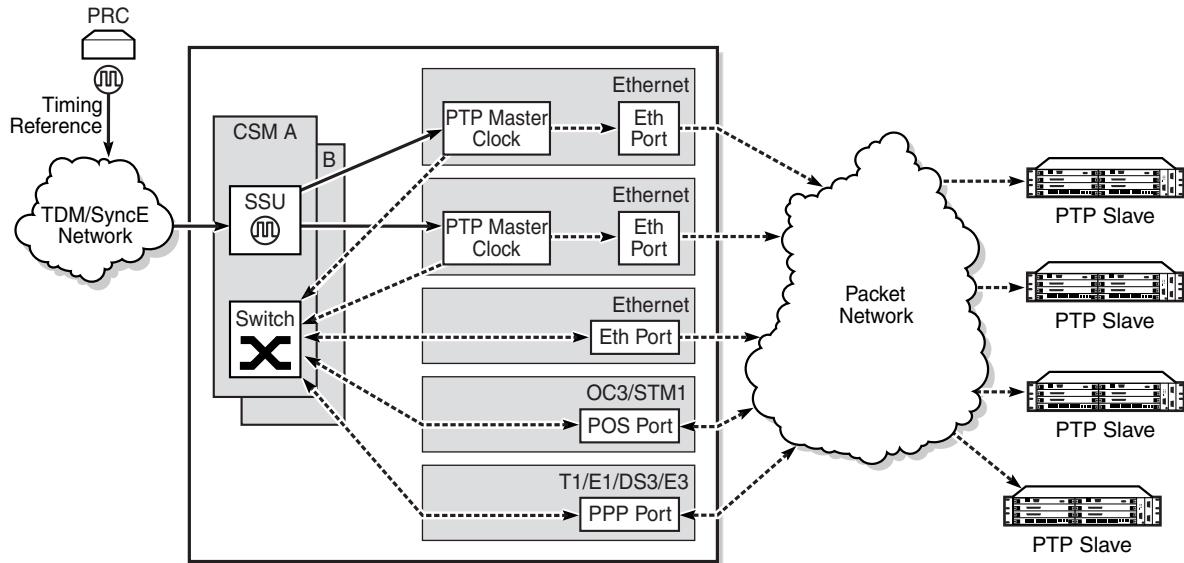 PRC
Timing
Reference
TDM/SyncE
Network
CSM A
B
SSU
Switch
Ethernet
PTP Master
Clock
Eth
Port
Ethernet
PTP Master
Clock
Eth
Port
Ethernet
Eth Port
OC3/STM1
POS Port
T1/E1/DS3/E3
PPP Port
Packet
Network
PTP Slave
PTP Slave
PTP Slave
PTP Slave